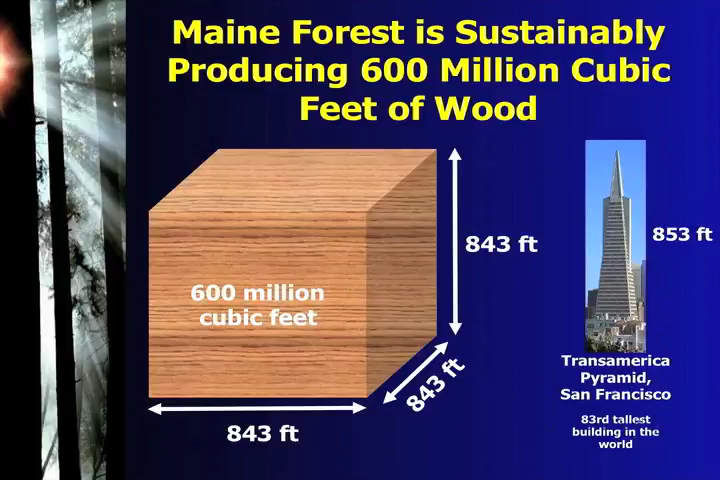 Maine Forest is Sustainably
Producing 600 Million Cubic
Feet of Wood
843 ft
853 ft
600 million
cubic feet
843 ft
843 ft
Transamerica
Pyramid,
San Francisco
83rd tallest
building in the
world